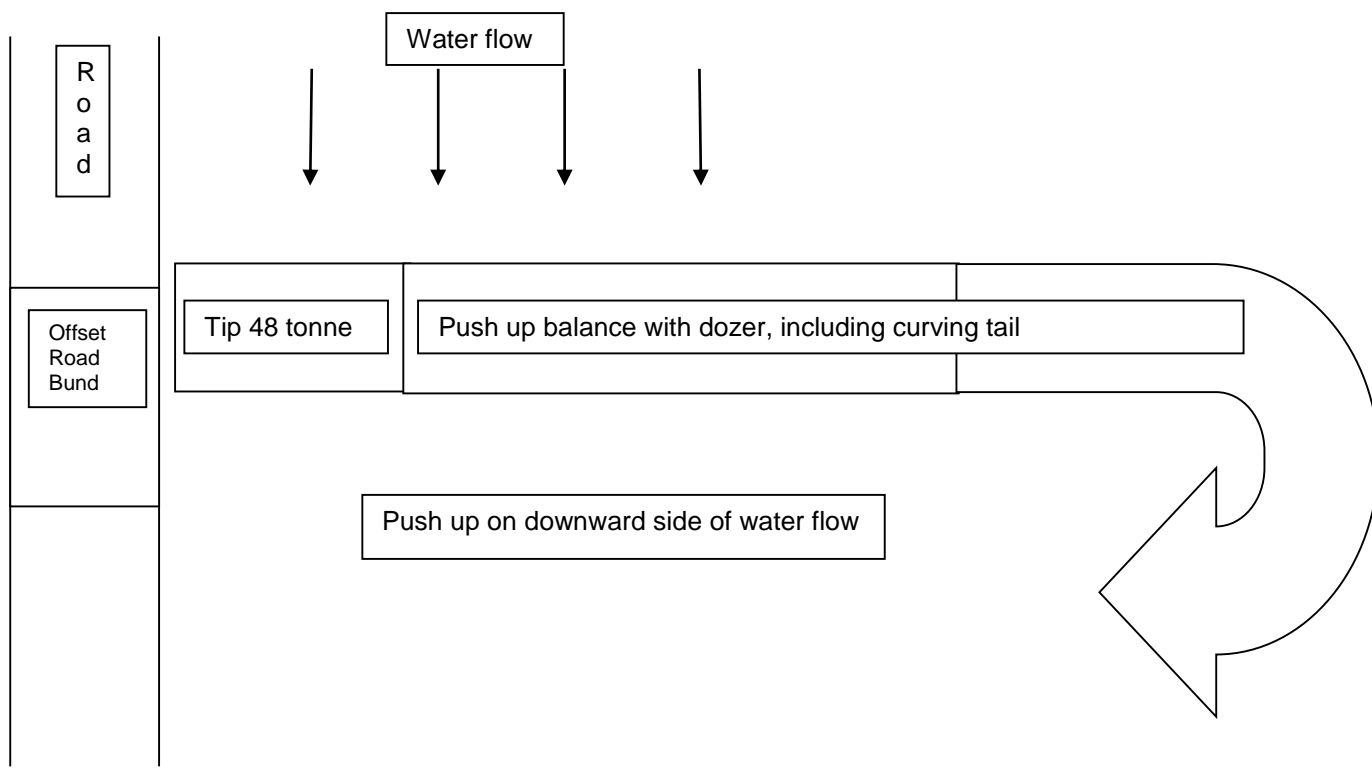 Water flow
R
o
a
d
Offset
Road
Bund
Tip 48 tonne
Push up balance with dozer, including curving tail
Push up on downward side of water flow